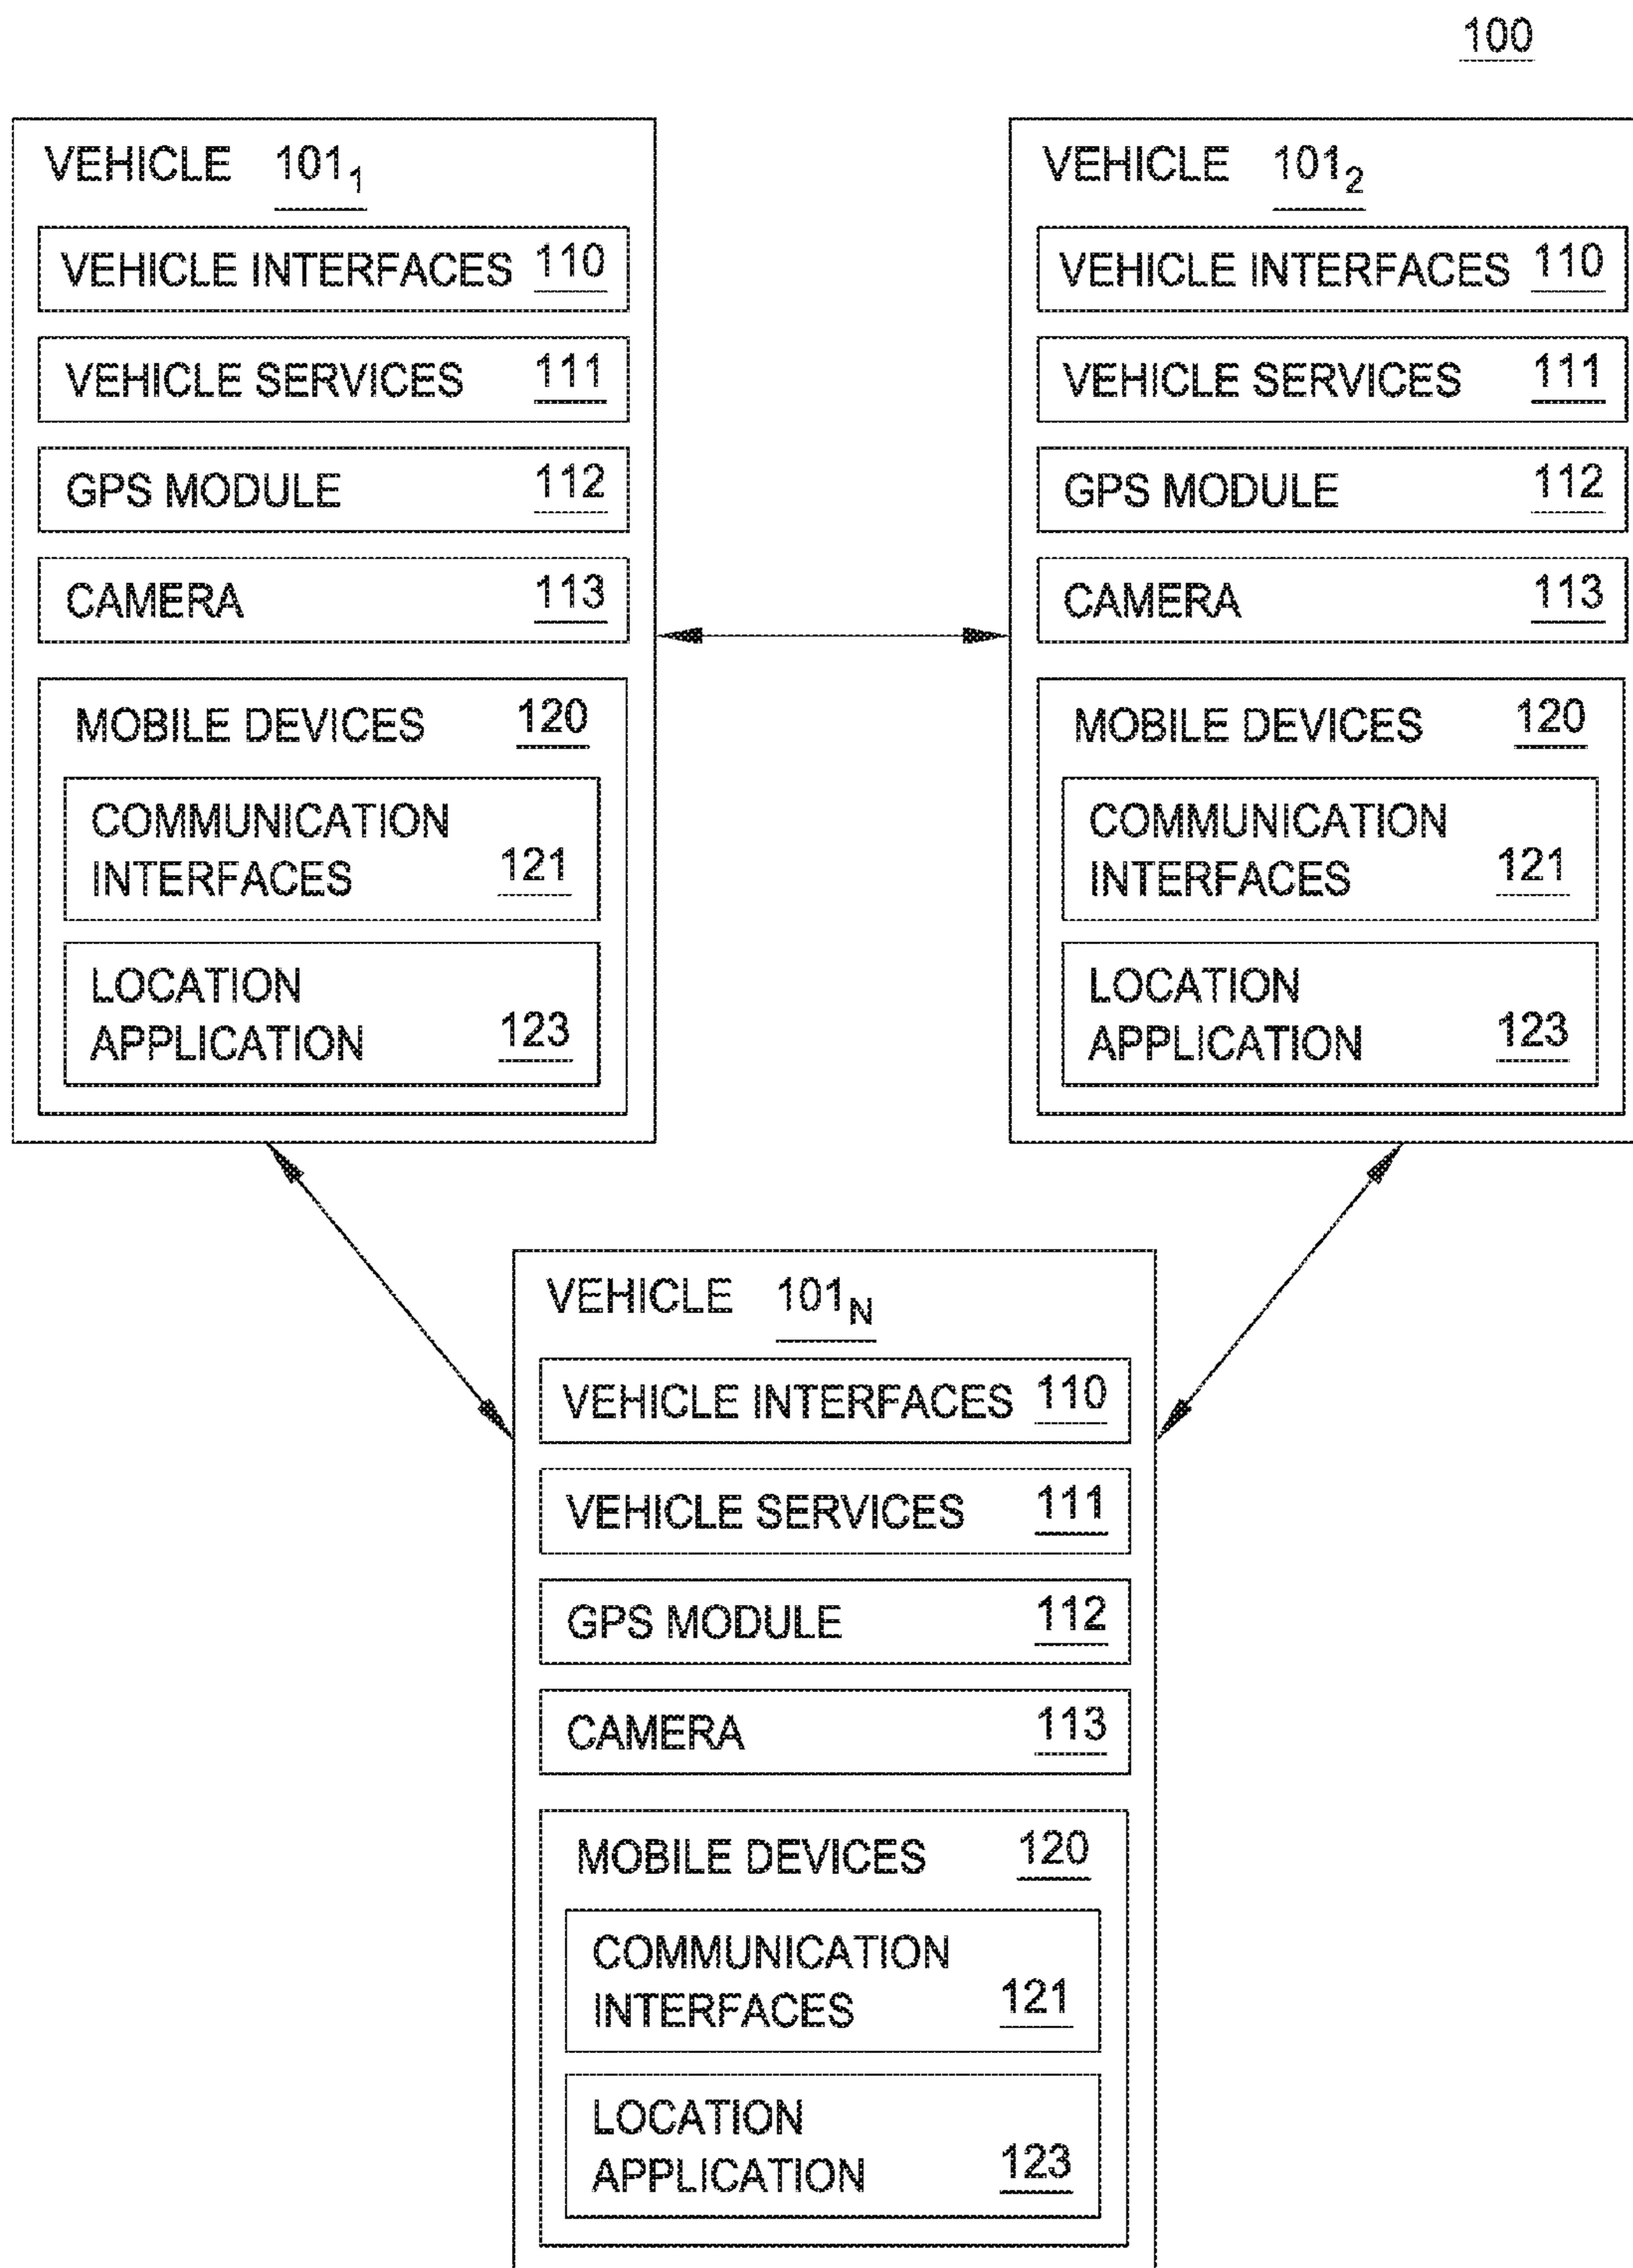 100
VEHICLE 101₁
VEHICLE INTERFACES 110
VEHICLE SERVICES 111
GPS MODULE 112
CAMERA 113
MOBILE DEVICES 120
COMMUNICATION
INTERFACES 121
LOCATION
APPLICATION 123
VEHICLE 101₂
VEHICLE INTERFACES 110
VEHICLE SERVICES 111
GPS MODULE 112
CAMERA 113
MOBILE DEVICES 120
COMMUNICATION
INTERFACES 121
LOCATION
APPLICATION 123
VEHICLE 101N
VEHICLE INTERFACES 110
VEHICLE SERVICES 111
GPS MODULE 112
CAMERA 113
MOBILE DEVICES 120
COMMUNICATION
INTERFACES 121
LOCATION
APPLICATION 123